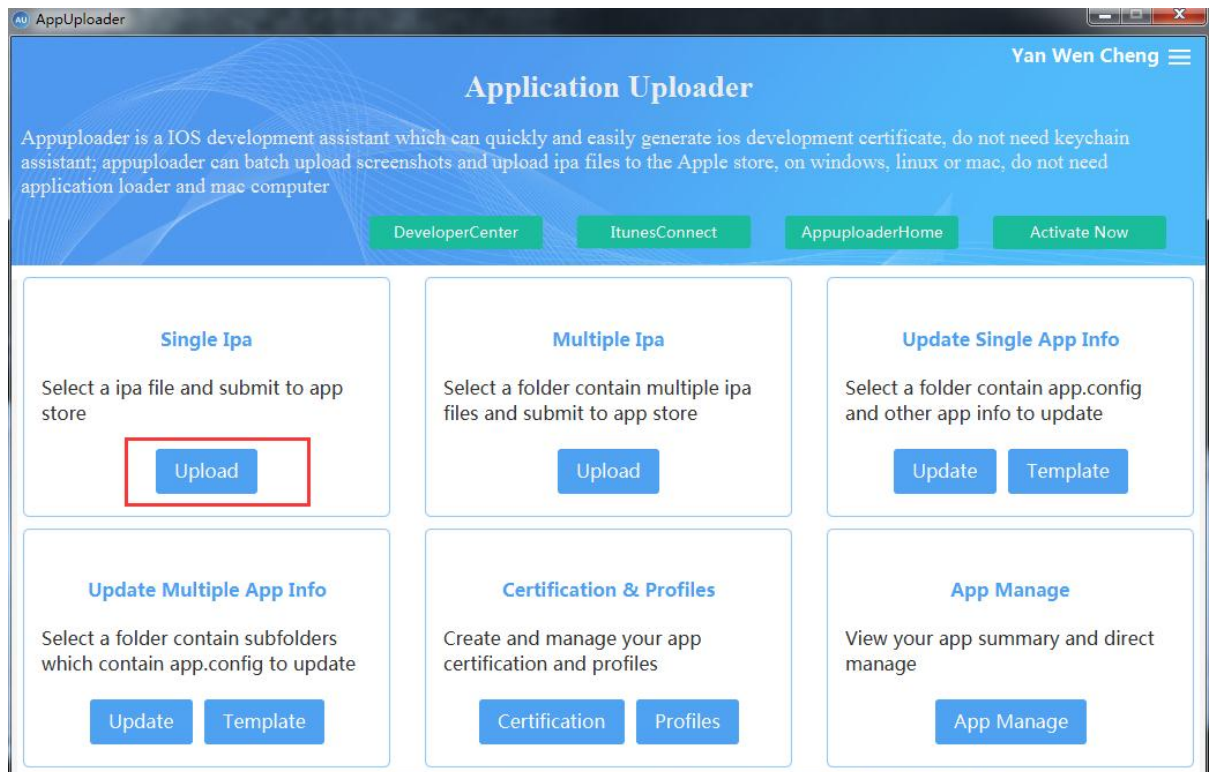 AU AppUploader
Yan Wen Cheng
Application Uploader
Appuploader is a IOS development assistant which can quickly and easily generate ios development certificate, do not need keychain
assistant; appuploader can batch upload screenshots and upload ipa files to the Apple store, on windows, linux or mac, do not need
application loader and mac computer
DeveloperCenter ItunesConnect AppuploaderHome Activate Now
Single Ipa
Select a ipa file and submit to app
store
Upload
Multiple Ipa
Select a folder contain multiple ipa
files and submit to app store
Upload
Update Single App Info
Select a folder contain app.config
and other app info to update
Update Template
Update Multiple App Info
Select a folder contain subfolders
which contain app.config to update
Update Template
Certification & Profiles
Create and manage your app
certification and profiles
Certification Profiles
App Manage
View your app summary and direct
manage
App Manage